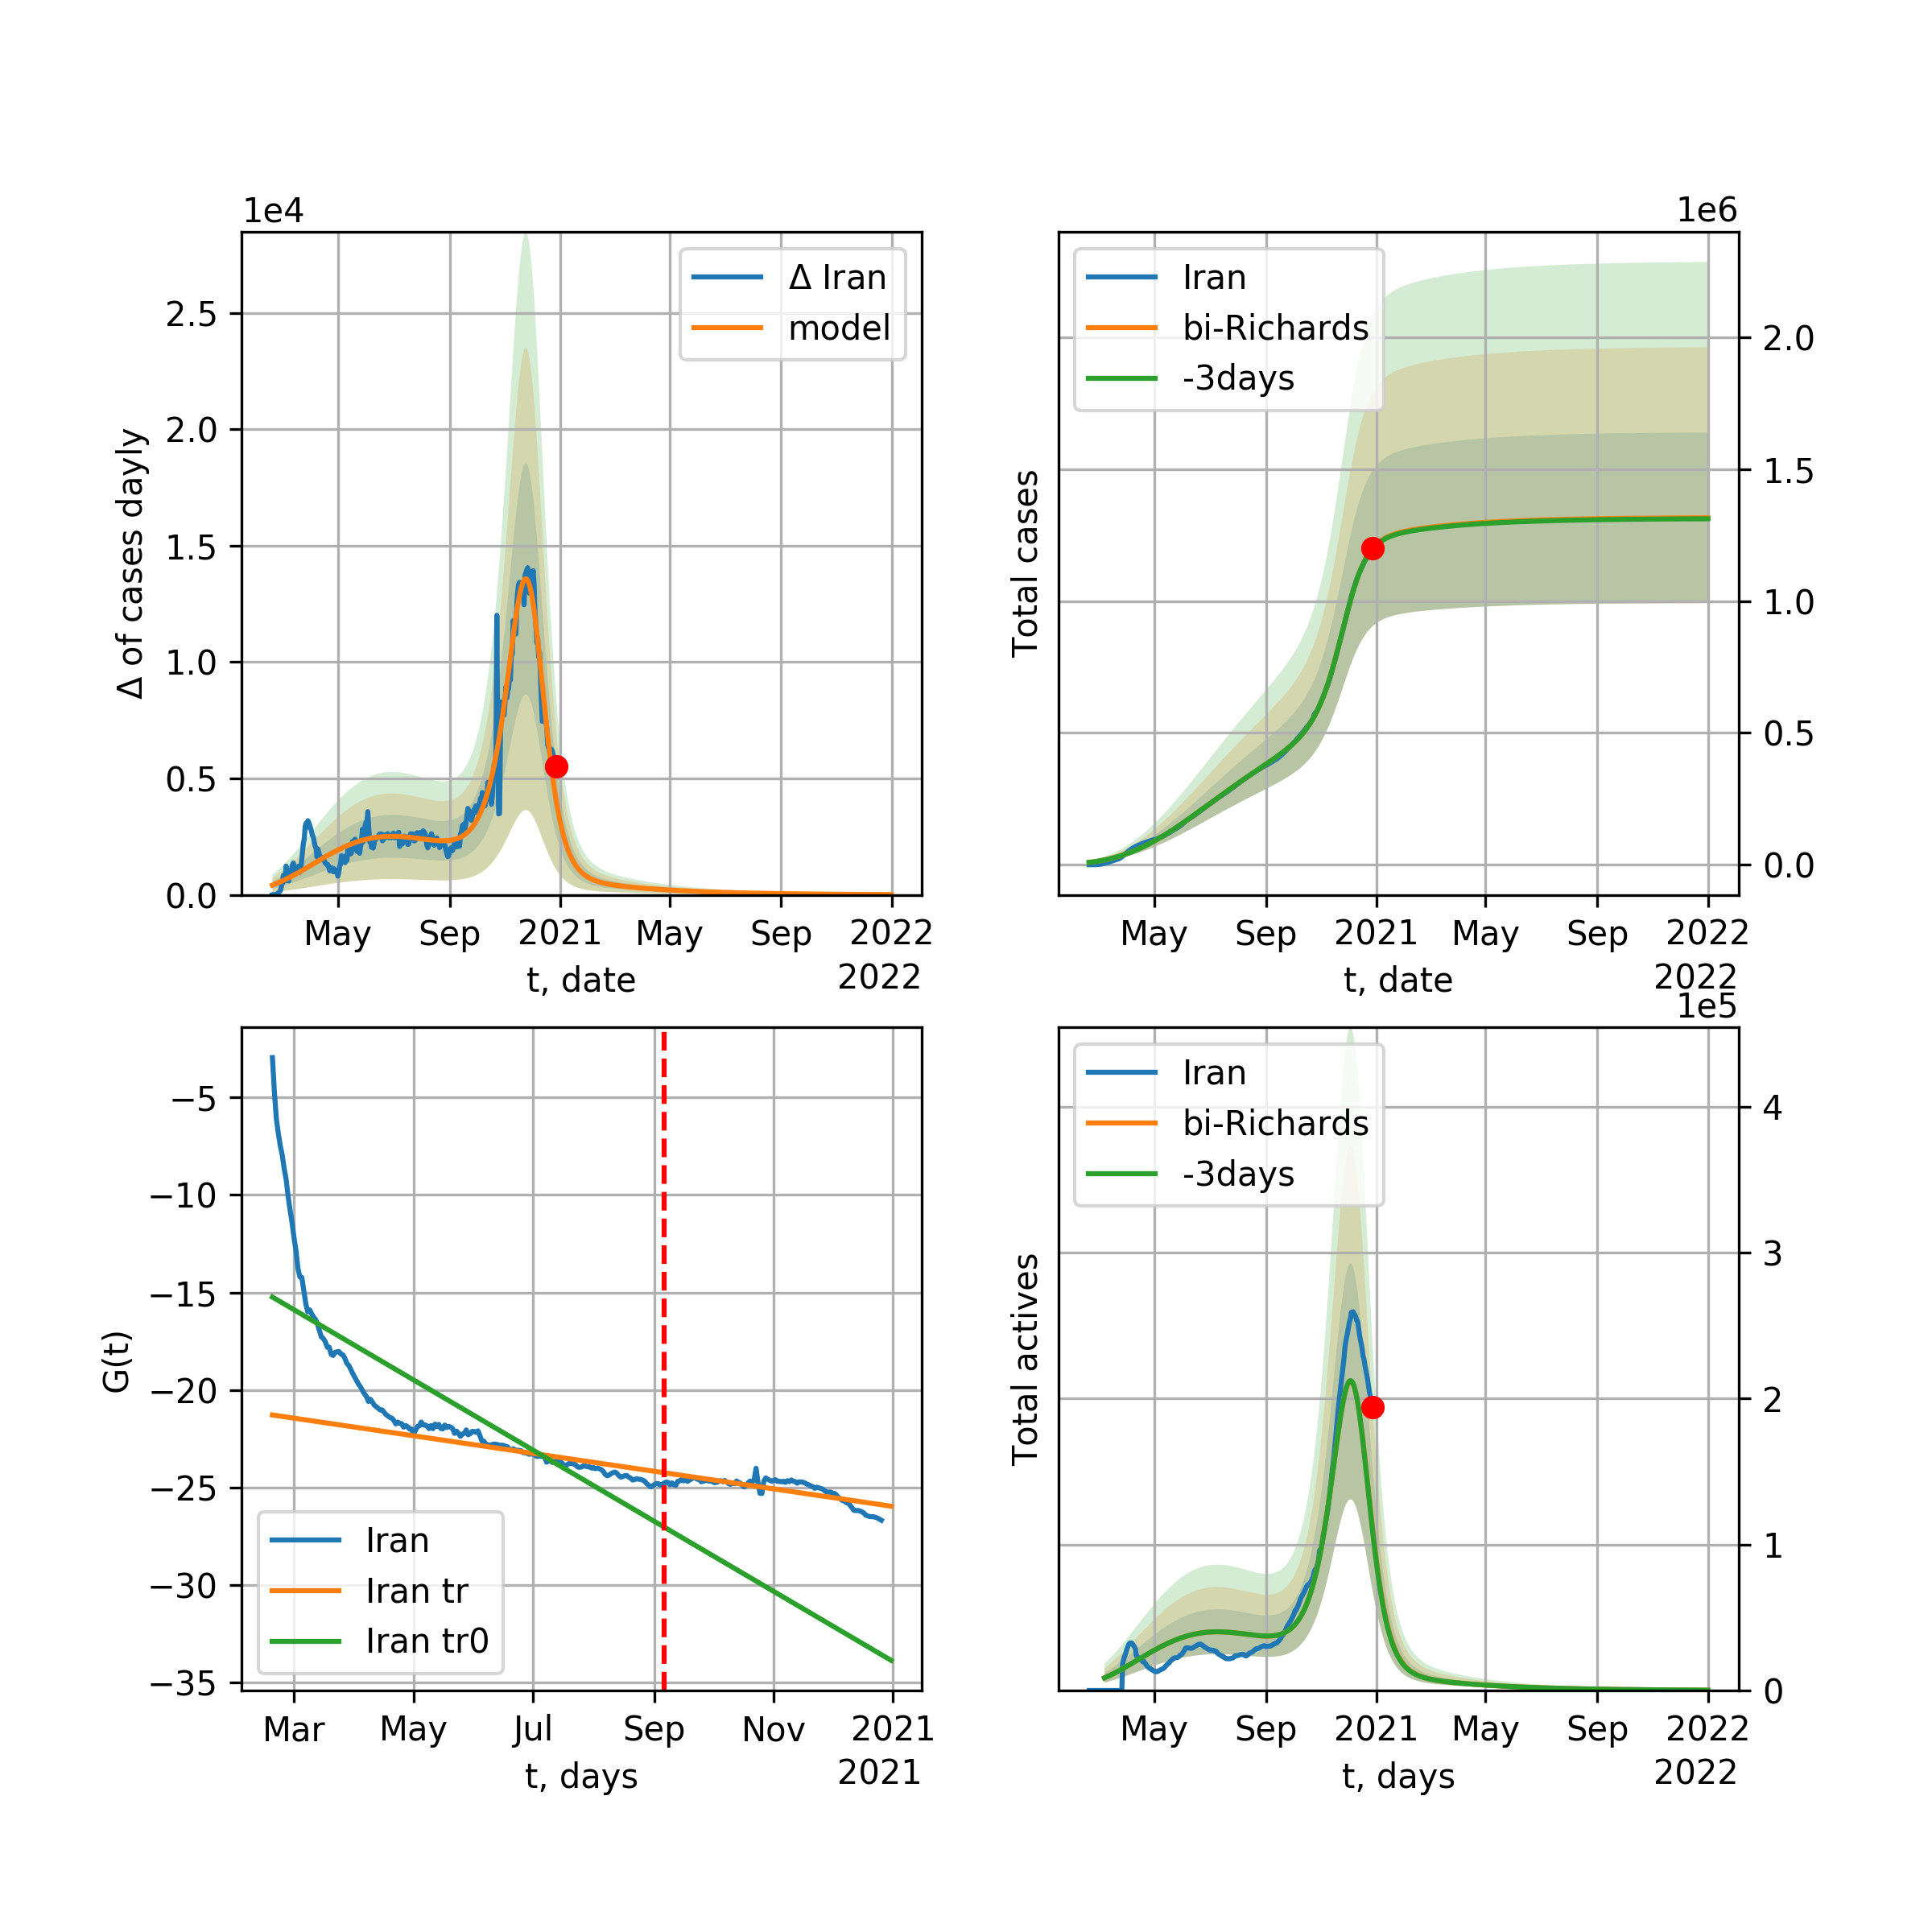 1e4
Δ of cases dayly
2.5
2.0
1.5
1.0
0.5
0.0
Δ Iran
model
May Sep 2021 May Sep 2022
t, date 2022
1e6
Total cases
Iran
bi-Richards
-3days
2.0
1.5
1.0
0.5
0.0
May Sep 2021 May Sep 2022
t, date 2022
G(t)
−5
−10
−15
−20
−25
−30
−35
Iran
Iran tr
Iran tr0
Mar May Jul Sep Nov 2021
t, days 2021
1e5
Total actives
Iran
bi-Richards
-3days
4
3
2
1
0
May Sep 2021 May Sep 2022
t, days 2022